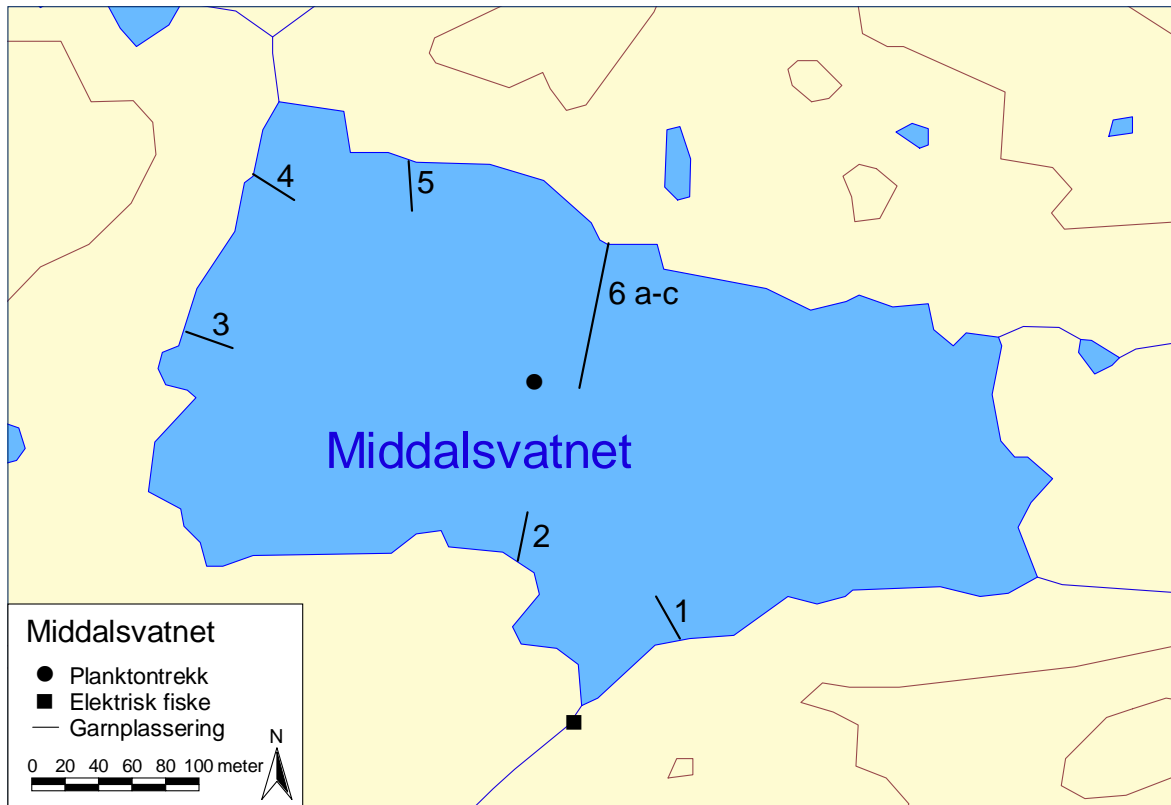 4
5
6 a-c
3
Middalsvatnet
2
1
Middalsvatnet
Planktontrekk
Elektrisk fiske
Garnplassering
N
0 20 40 60 80 100 meter